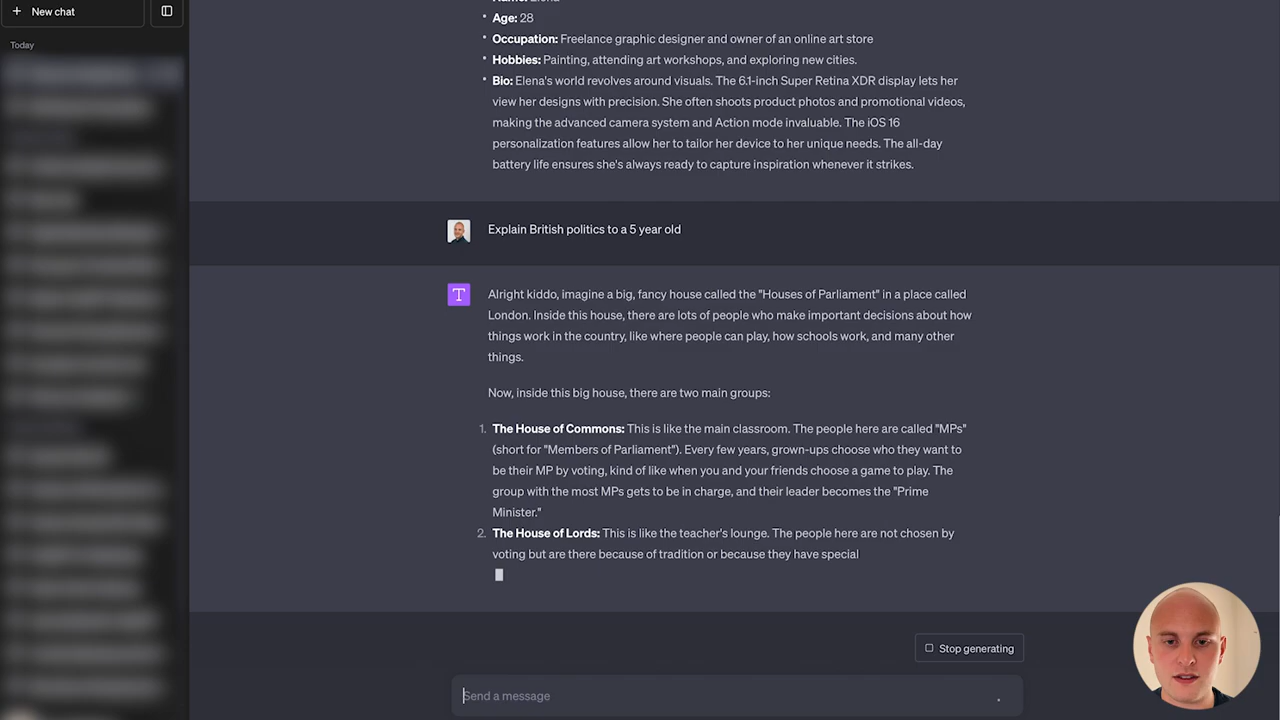 New chat
Today
Age: 28
Occupation: Freelance graphic designer and owner of an online art store
Hobbies: Painting, attending art workshops, and exploring new cities.
Bio: Elena's world revolves around visuals. The 6.1-inch Super Retina XDR display lets her
view her designs with precision. She often shoots product photos and promotional videos,
making the advanced camera system and Action mode invaluable. The iOS 16
personalization features allow her to tailor her device to her unique needs. The all-day
battery life ensures she's always ready to capture inspiration whenever it strikes.
Explain British politics to a 5 year old
T
Alright kiddo, imagine a big, fancy house called the "Houses of Parliament" in a place called
London. Inside this house, there are lots of people who make important decisions about how
things work in the country, like where people can play, how schools work, and many other
things.
Now, inside this big house, there are two main groups:
1. The House of Commons: This is like the main classroom. The people here are called "MPs"
(short for "Members of Parliament"). Every few years, grown-ups choose who they want to
be their MP by voting, kind of like when you and your friends choose a game to play. The
group with the most MPs gets to be in charge, and their leader becomes the "Prime
Minister."
2. The House of Lords: This is like the teacher's lounge. The people here are not chosen by
voting but are there because of tradition or because they have special
Stop generating
Send a message